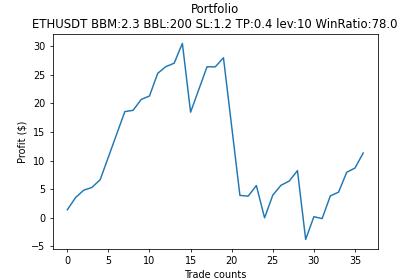 Portfolio
ETHUSDT BBM:2.3 BBL:200 SL:1.2 TP:0.4 lev:10 WinRatio:78.0
Profit ($)
30
25
20
15
10
5
0
−5
0 5 10 15 20 25 30 35
Trade counts